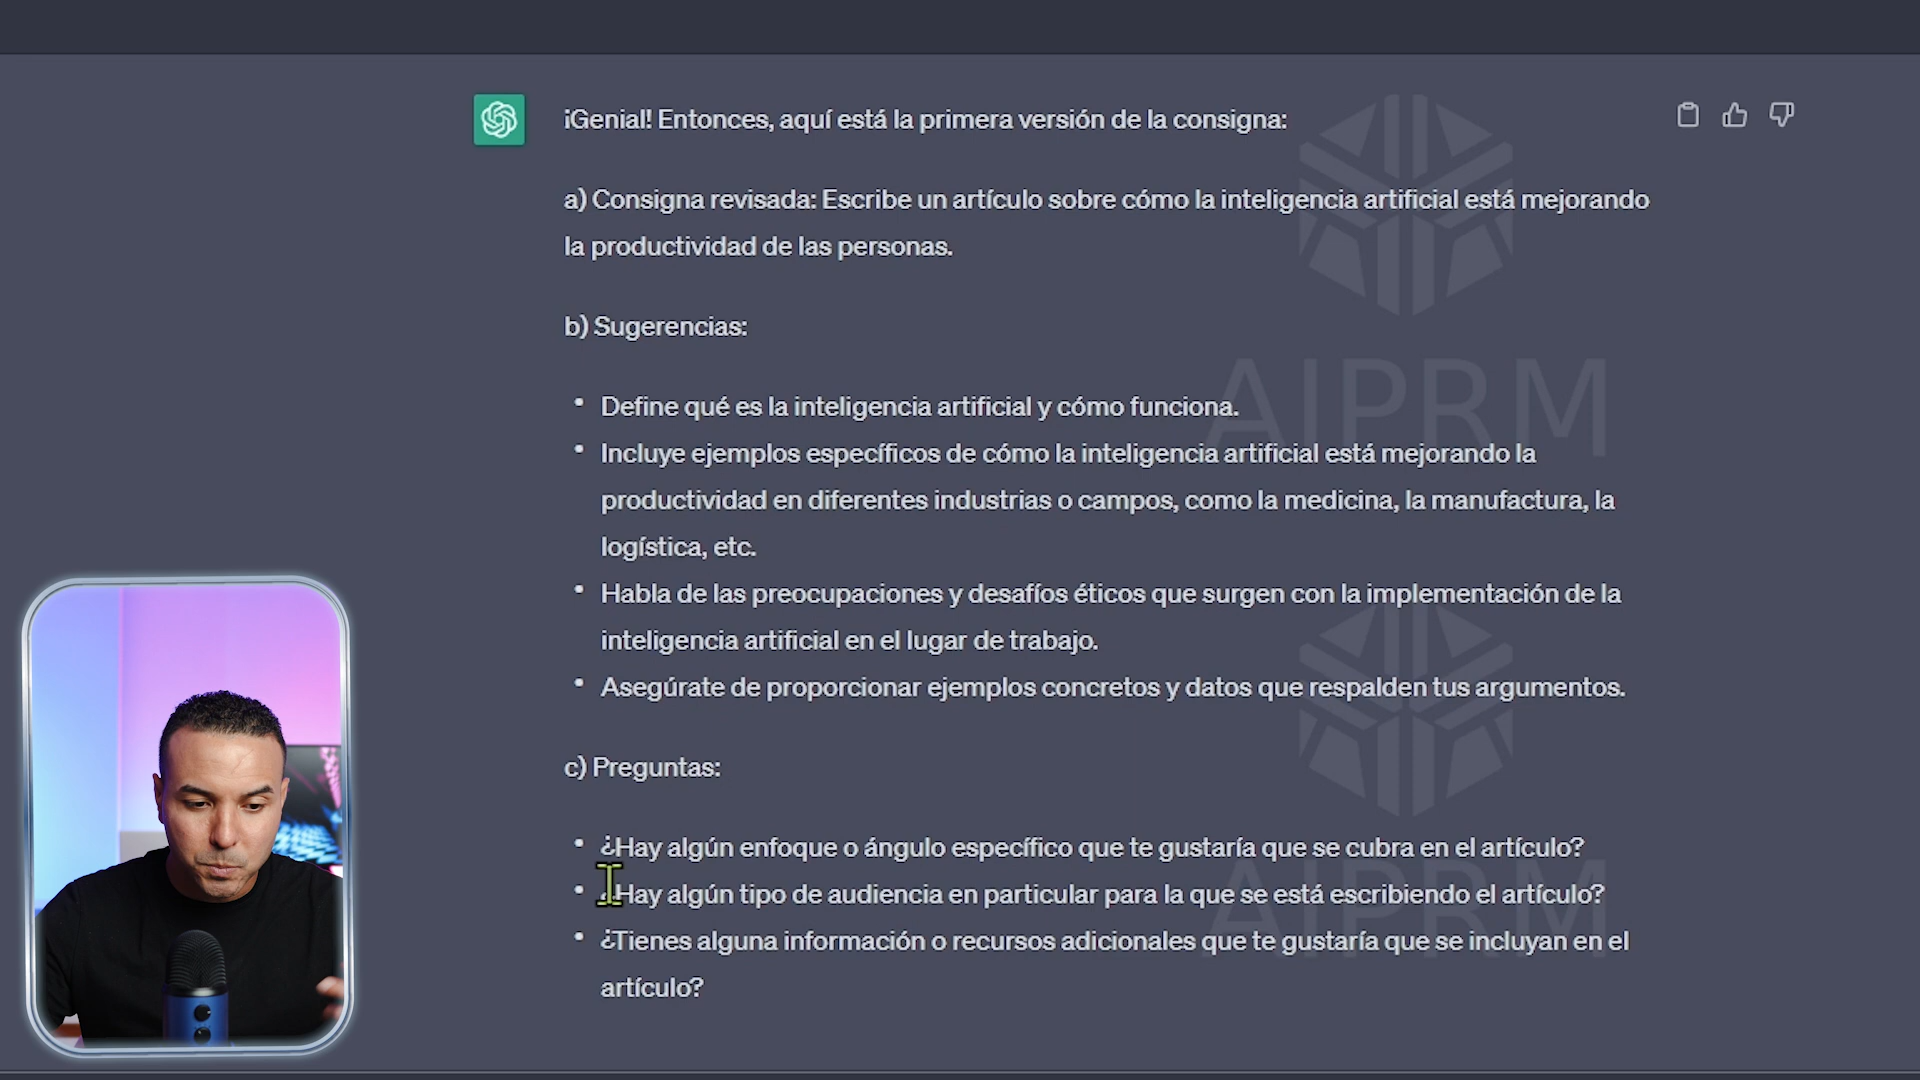 ¡Genial! Entonces, aquí está la primera versión de la consigna:
a) Consigna revisada: Escribe un artículo sobre cómo la inteligencia artificial está mejorando
la productividad de las personas.
b) Sugerencias:
• Define qué es la inteligencia artificial y cómo funciona.
• Incluye ejemplos específicos de cómo la inteligencia artificial está mejorando la
productividad en diferentes industrias o campos, como la medicina, la manufactura, la
logística, etc.
• Habla de las preocupaciones y desafíos éticos que surgen con la implementación de la
inteligencia artificial en el lugar de trabajo.
• Asegúrate de proporcionar ejemplos concretos y datos que respalden tus argumentos.
c) Preguntas:
• ¿Hay algún enfoque o ángulo específico que te gustaría que se cubra en el artículo?
• ¿Hay algún tipo de audiencia en particular para la que se está escribiendo el artículo?
• ¿Tienes alguna información o recursos adicionales que te gustaría que se incluyan en el
artículo?
AIPRM
AIPRM